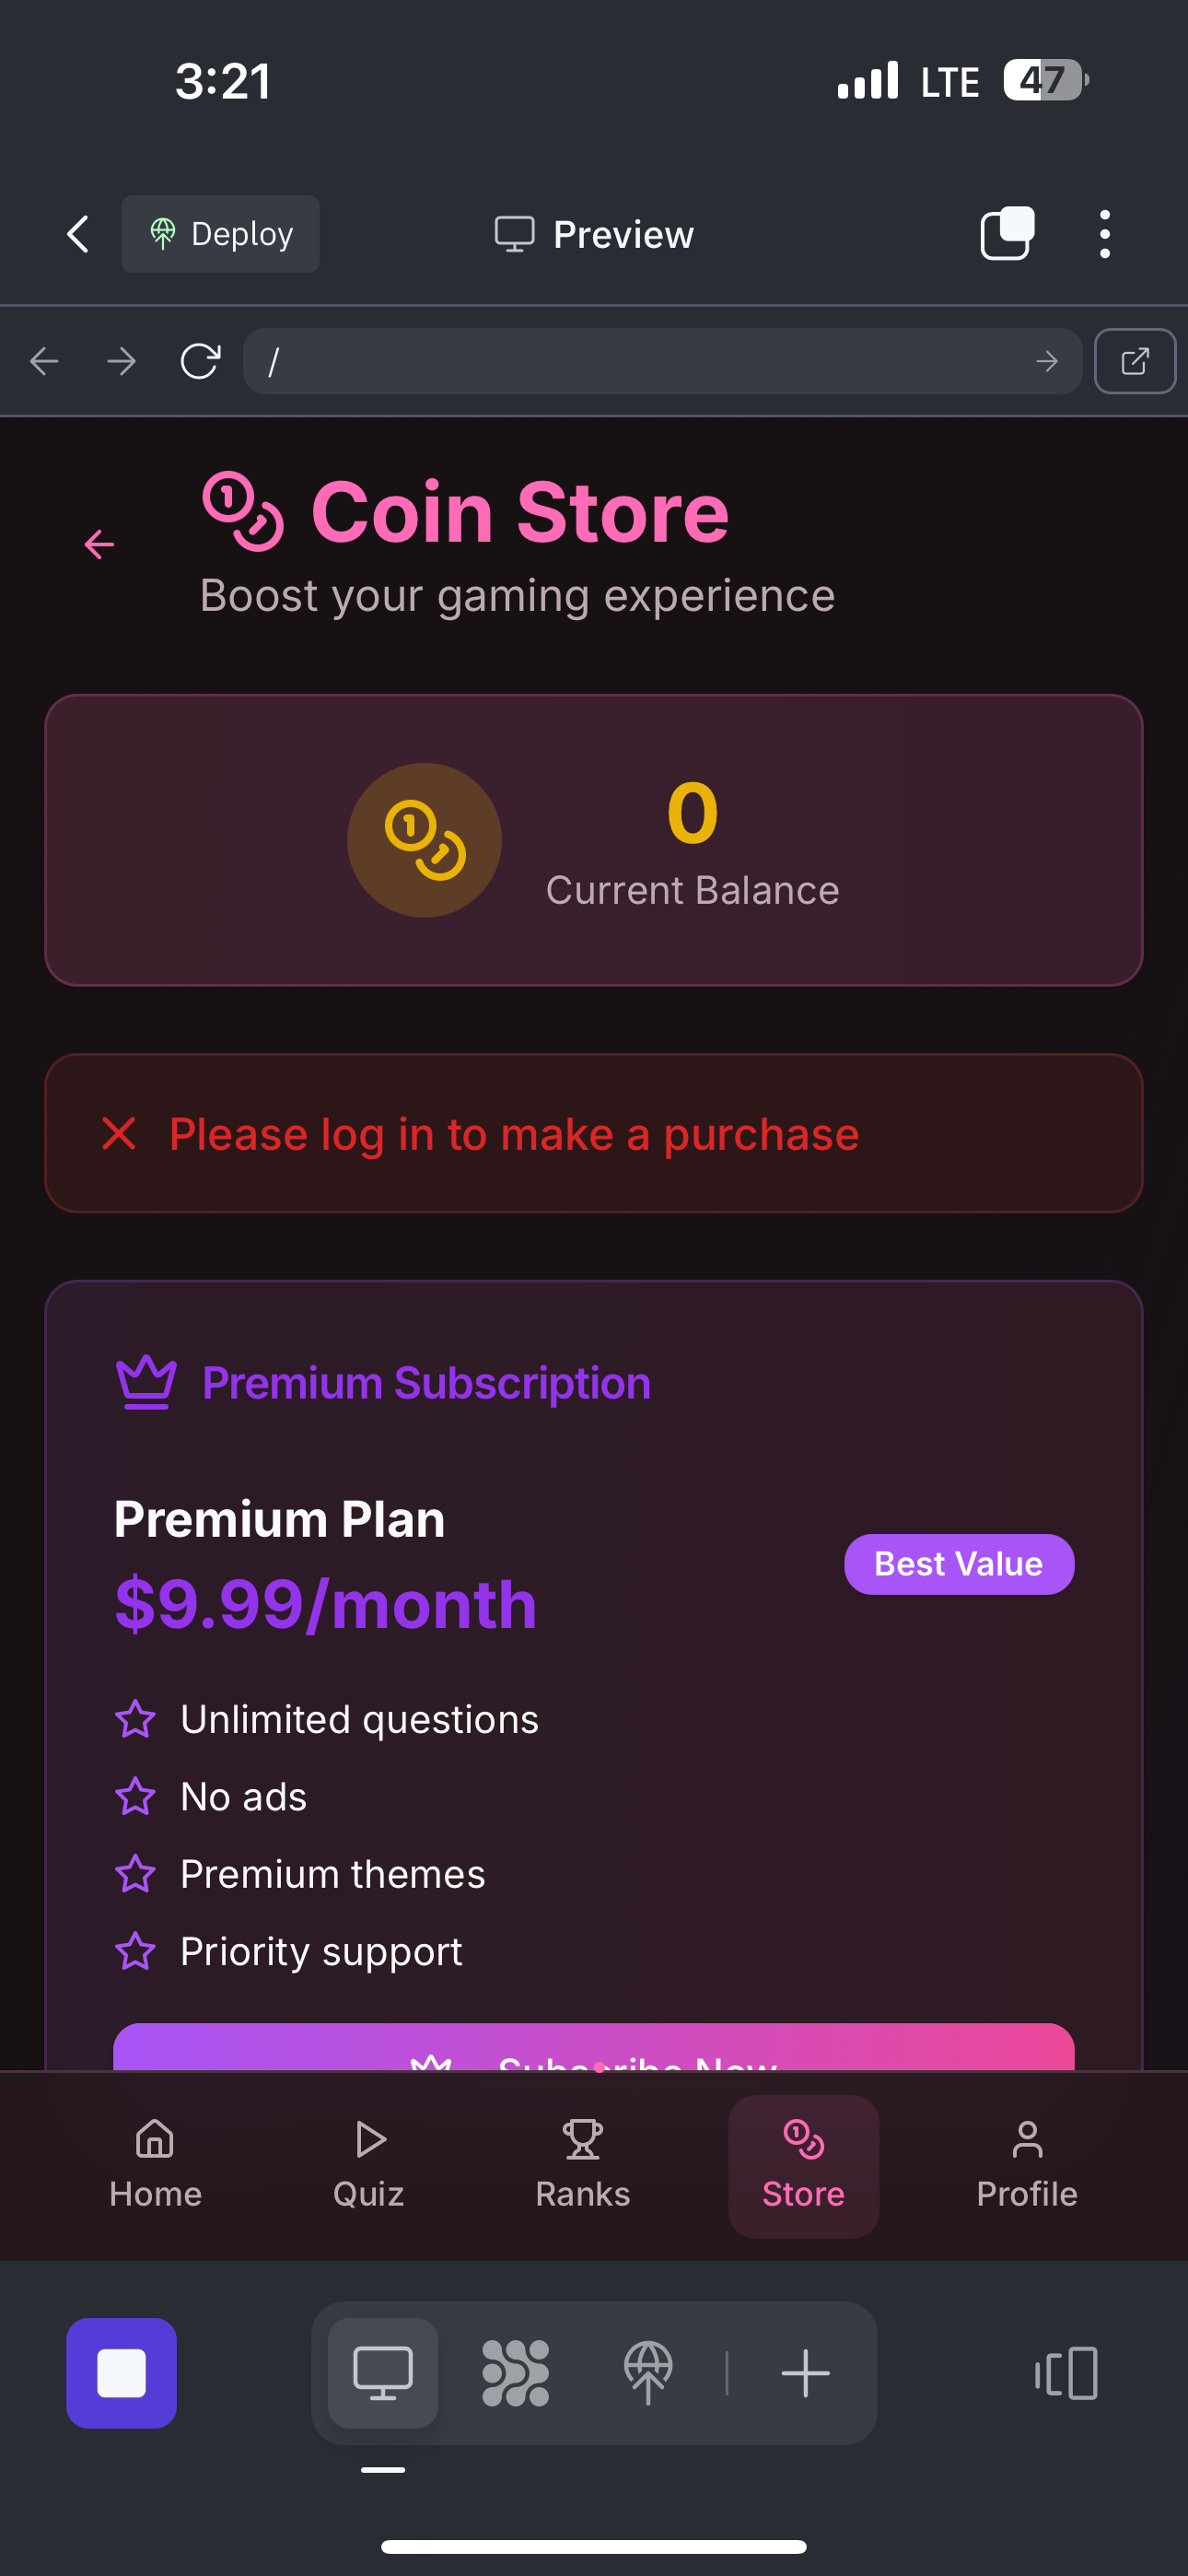 3:21
LTE
47
Deploy
Preview
/
Coin Store
Boost your gaming experience
0
Current Balance
Please log in to make a purchase
Premium Subscription
Premium Plan
$9.99/month
Best Value
Unlimited questions
No ads
Premium themes
Priority support
Subscribe Now
Home
Quiz
Ranks
Store
Profile